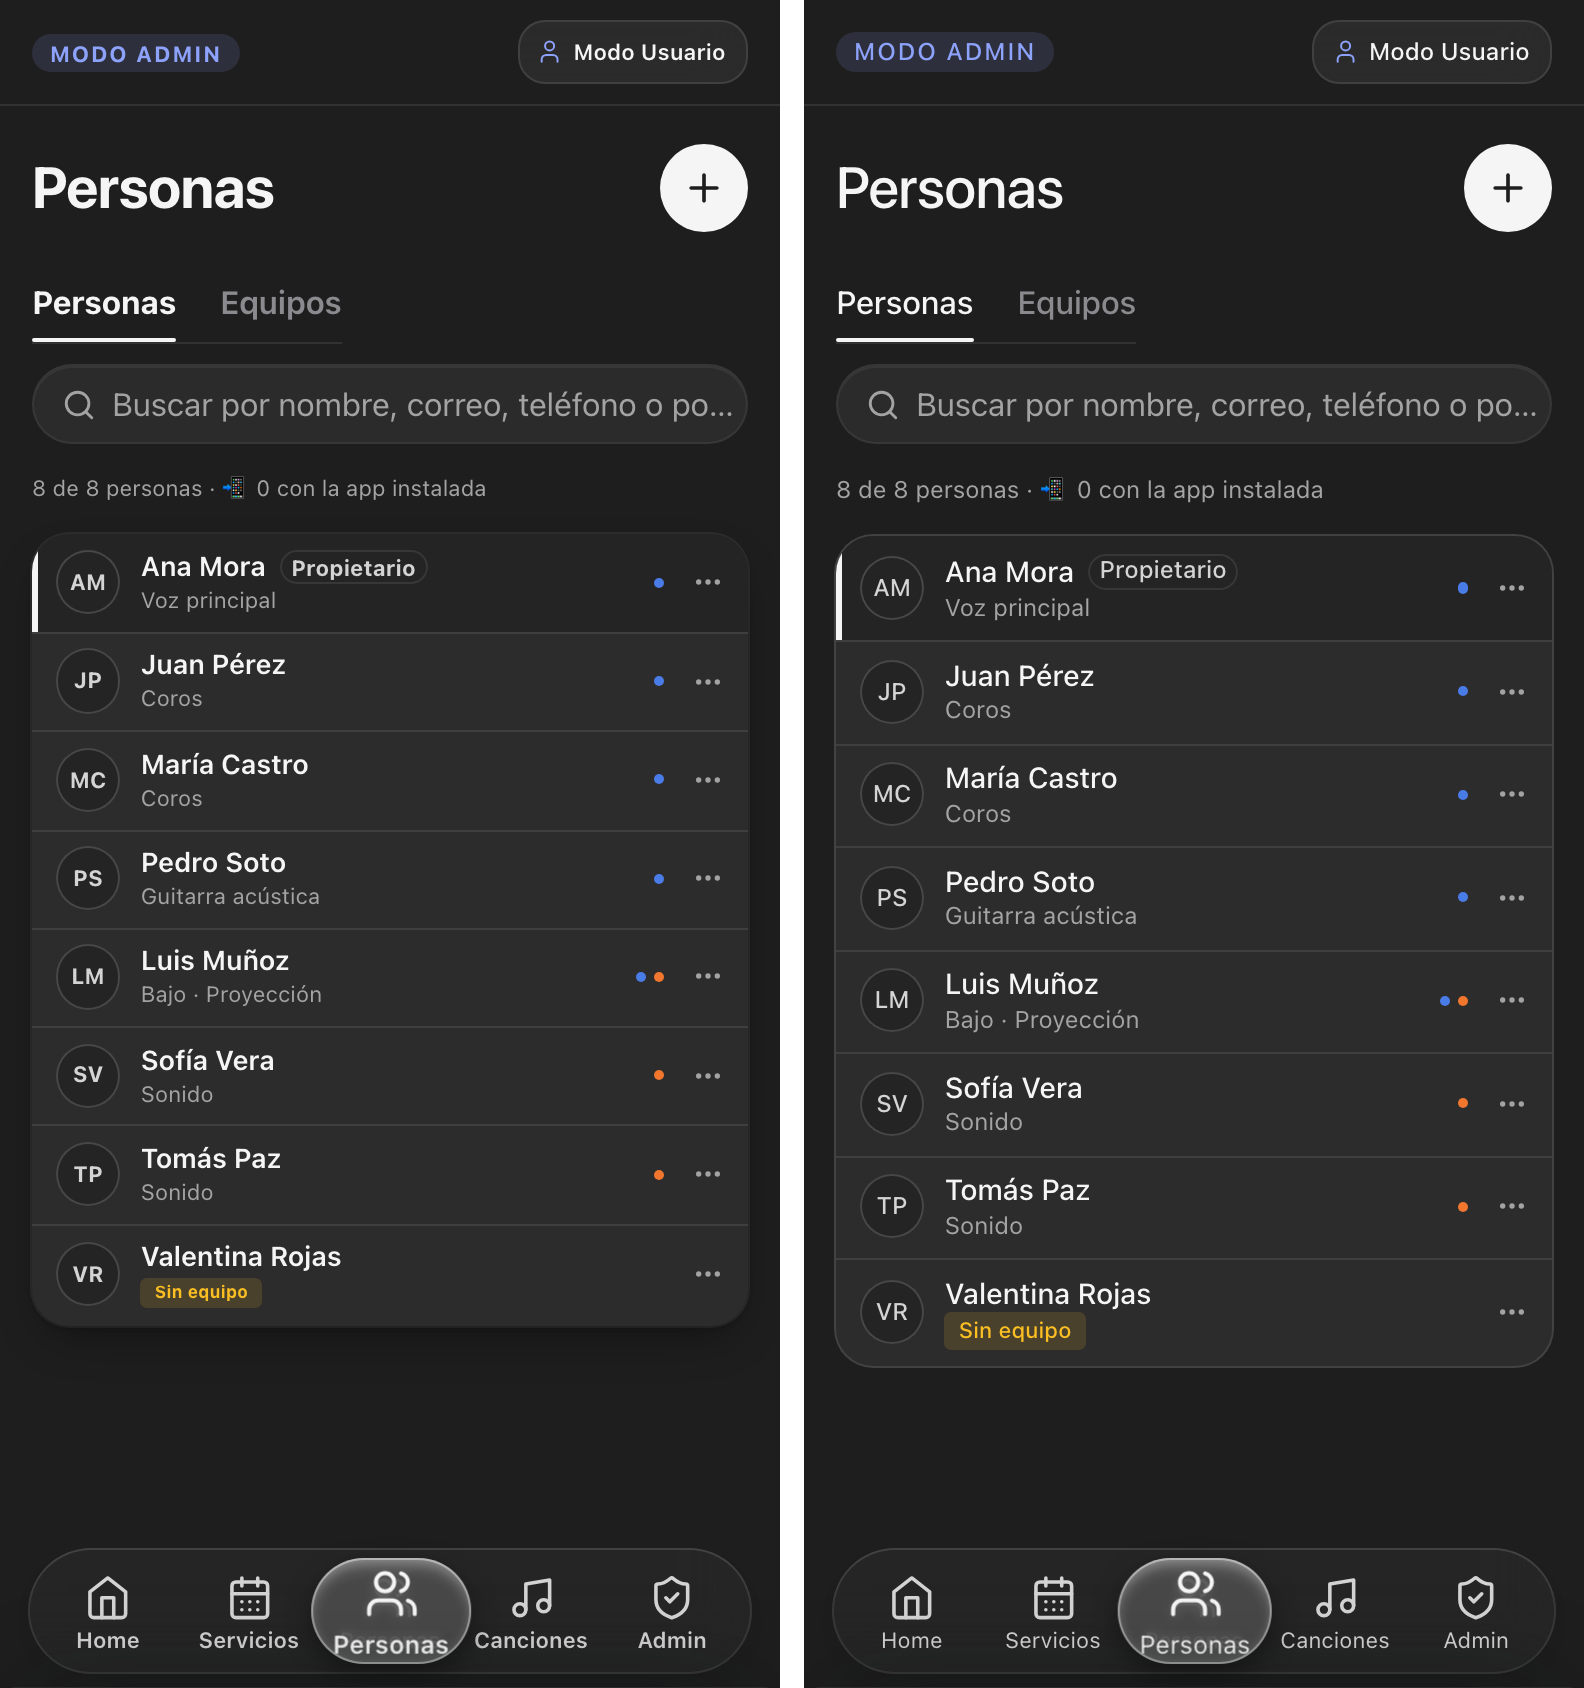 MODO ADMIN
Modo Usuario
Personas
Personas Equipos
Buscar por nombre, correo, teléfono o po...
8 de 8 personas · 📲 0 con la app instalada
AM Ana Mora Propietario
Voz principal
JP Juan Pérez
Coros
MC María Castro
Coros
PS Pedro Soto
Guitarra acústica
LM Luis Muñoz
Bajo · Proyección
SV Sofía Vera
Sonido
TP Tomás Paz
Sonido
VR Valentina Rojas
Sin equipo
Home Servicios Personas Canciones Admin
MODO ADMIN
Modo Usuario
Personas
Personas Equipos
Buscar por nombre, correo, teléfono o po...
8 de 8 personas · 📲 0 con la app instalada
AM Ana Mora Propietario
Voz principal
JP Juan Pérez
Coros
MC María Castro
Coros
PS Pedro Soto
Guitarra acústica
LM Luis Muñoz
Bajo · Proyección
SV Sofía Vera
Sonido
TP Tomás Paz
Sonido
VR Valentina Rojas
Sin equipo
Home Servicios Personas Canciones Admin